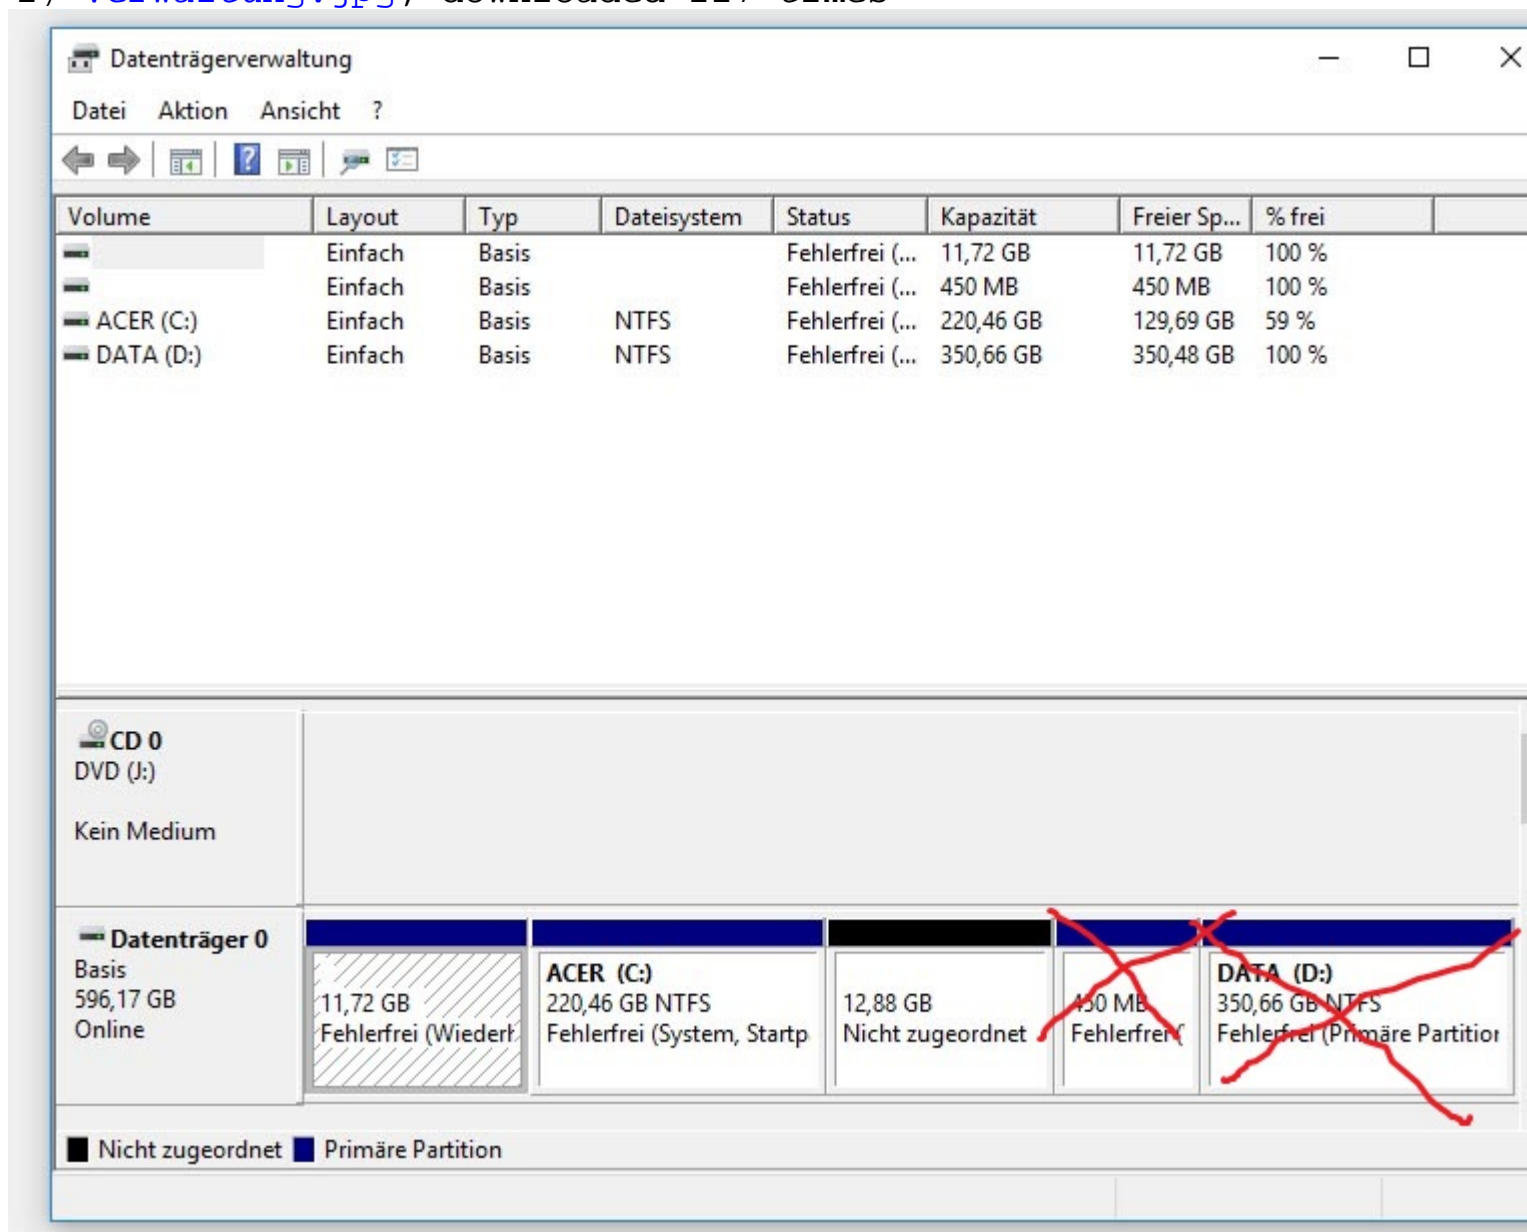 Datenträgerverwaltung
Datei Aktion Ansicht ?
Volume Layout Typ Dateisystem Status Kapazität Freier Sp... % frei
Einfach Basis Fehlerfrei (... 11,72 GB 11,72 GB 100 %
Einfach Basis Fehlerfrei (... 450 MB 450 MB 100 %
ACER (C:) Einfach Basis NTFS Fehlerfrei (... 220,46 GB 129,69 GB 59 %
DATA (D:) Einfach Basis NTFS Fehlerfrei (... 350,66 GB 350,48 GB 100 %
CD 0
DVD (J:)
Kein Medium
Datenträger 0
Basis
596,17 GB
Online
11,72 GB
Fehlerfrei (Wiederh
ACER (C:)
220,46 GB NTFS
Fehlerfrei (System, Startp
12,88 GB
Nicht zugeordnet
450 MB
Fehlerfrei (
DATA (D:)
350,66 GB NTFS
Fehlerfrei (Primäre Partition
Nicht zugeordnet Primäre Partition